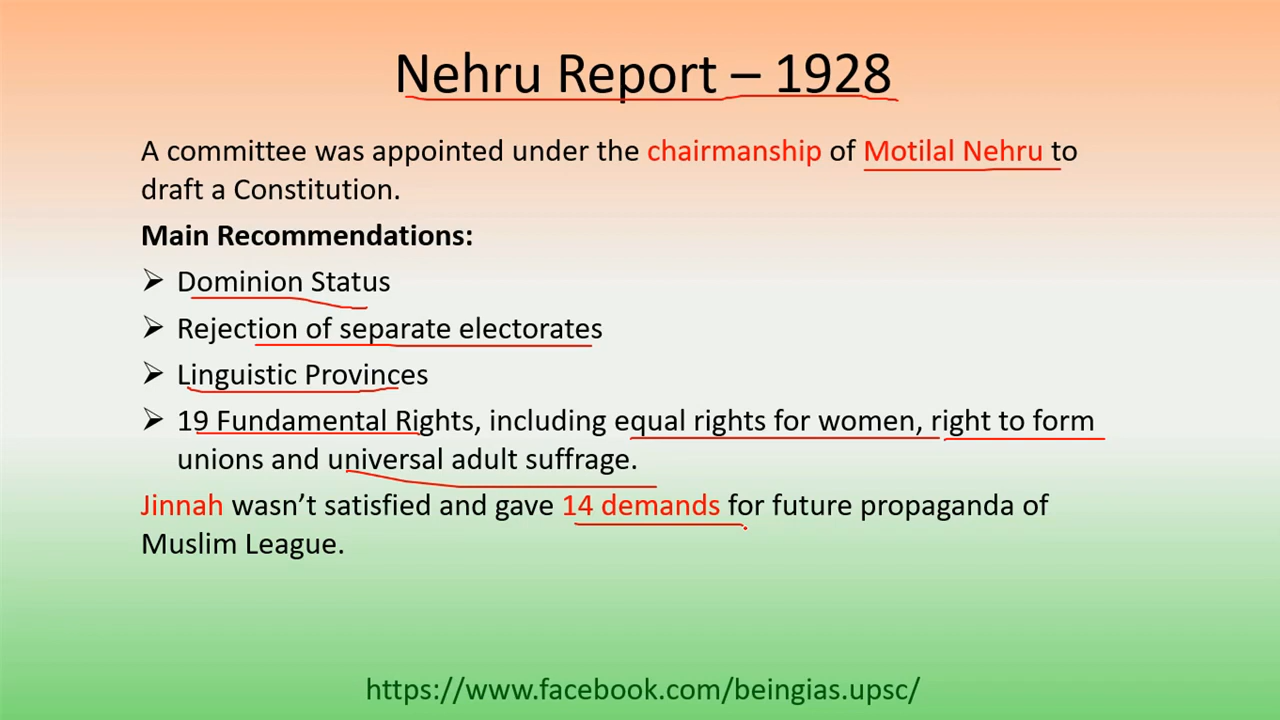 Nehru Report – 1928
A committee was appointed under the chairmanship of Motilal Nehru to
draft a Constitution.
Main Recommendations:
➢ Dominion Status
➢ Rejection of separate electorates
➢ Linguistic Provinces
➢ 19 Fundamental Rights, including equal rights for women, right to form
unions and universal adult suffrage.
Jinnah wasn’t satisfied and gave 14 demands for future propaganda of
Muslim League.
https://www.facebook.com/beingias.upsc/